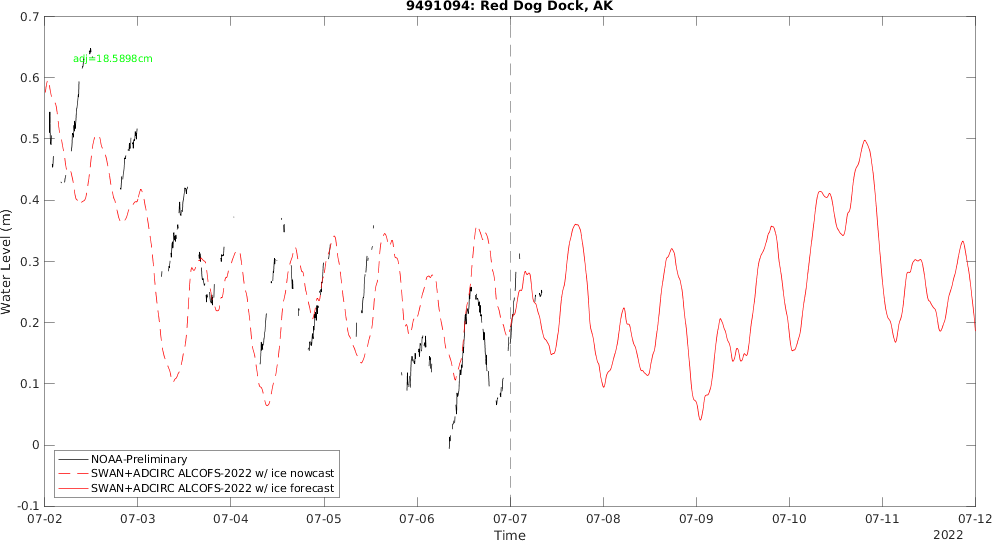 9491094: Red Dog Dock, AK
adj=18.5898cm
Water Level (m)
0.7
0.6
0.5
0.4
0.3
0.2
0.1
0
-0.1
NOAA-Preliminary
SWAN+ADCIRC ALCOFS-2022 w/ ice nowcast
SWAN+ADCIRC ALCOFS-2022 w/ ice forecast
07-02 07-03 07-04 07-05 07-06 07-07 07-08 07-09 07-10 07-11 07-12
Time
2022